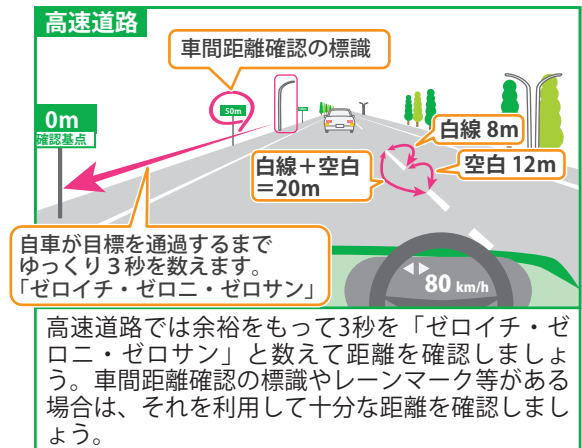 高速道路
車間距離確認の標識
50m
0m
確認基点
白線 8m
空白 12m
白線＋空白
＝20m
自車が目標を通過するまで
ゆっくり３秒を数えます。
「ゼロイチ・ゼロニ・ゼロサン」
80 km/h
高速道路では余裕をもって3秒を「ゼロイチ・ゼ
ロニ・ゼロサン」と数えて距離を確認しましょ
う。車間距離確認の標識やレーンマーク等がある
場合は、それを利用して十分な距離を確認しまし
ょう。